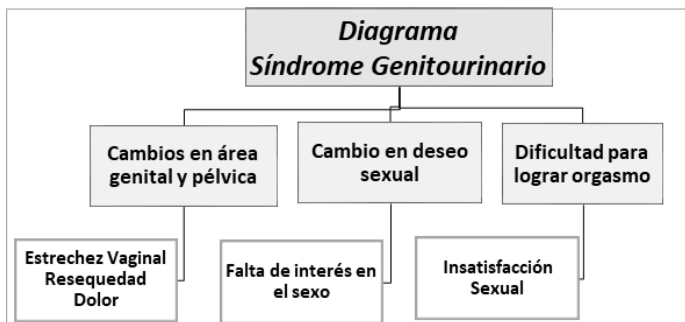 Diagrama
Síndrome Genitourinario
Cambios en área
genital y pélvica
Cambio en deseo
sexual
Dificultad para
lograr orgasmo
Estrechez Vaginal
Resequedad
Dolor
Falta de interés en
el sexo
Insatisfacción
Sexual